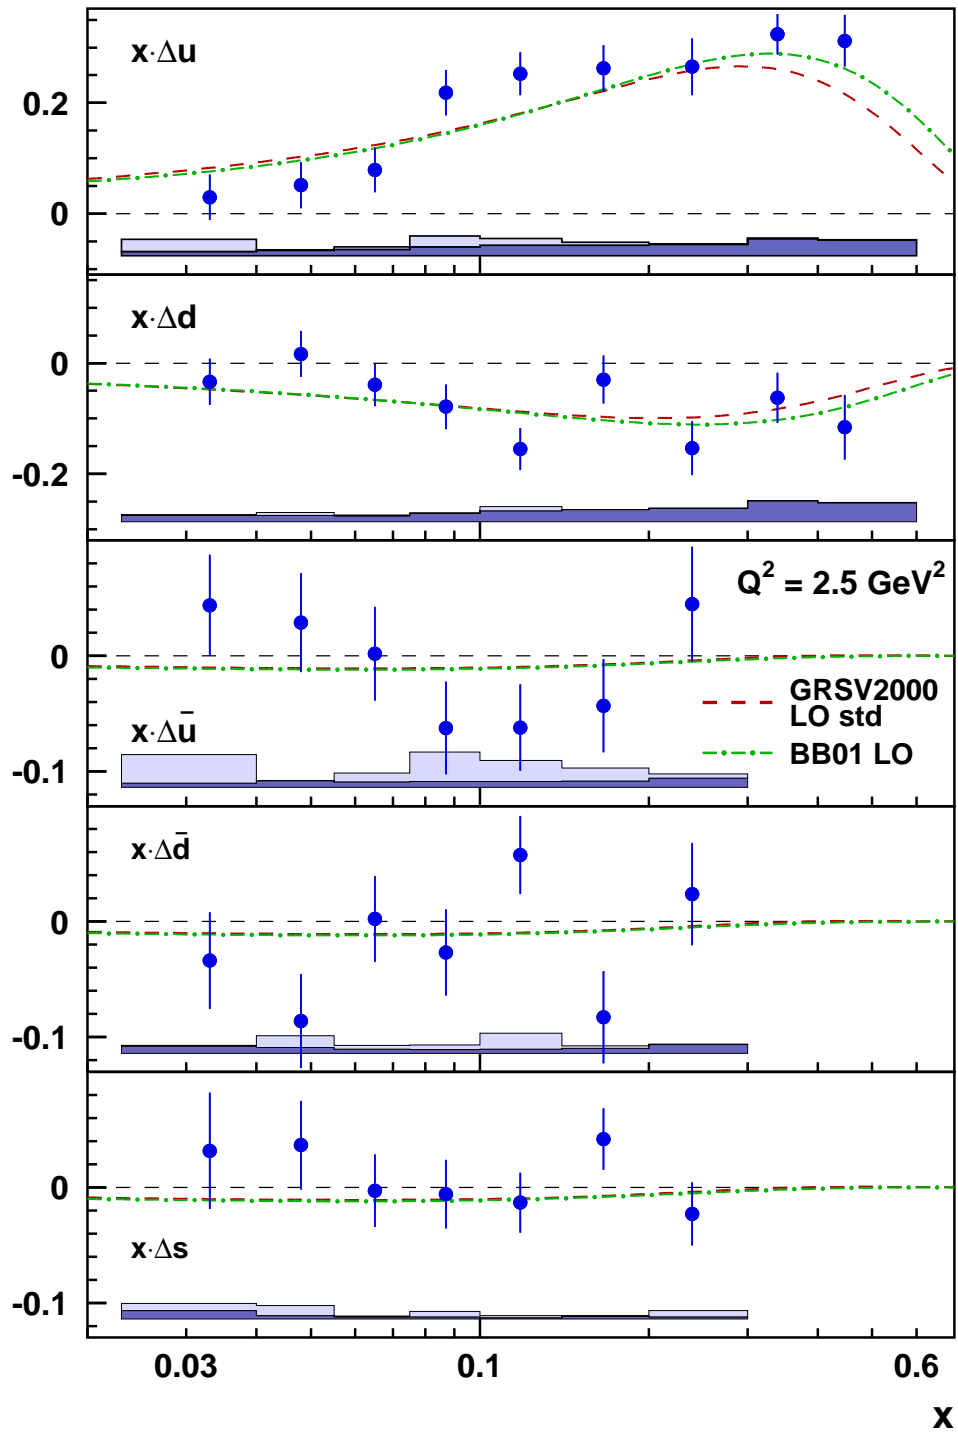 x·Δu
0.2
0
x·Δd
0
-0.2
Q² = 2.5 GeV²
0
GRSV2000
LO std
x·Δū
BB01 LO
-0.1
x·Δd̄
0
-0.1
0
x·Δs
-0.1
0.03 0.1 0.6
x